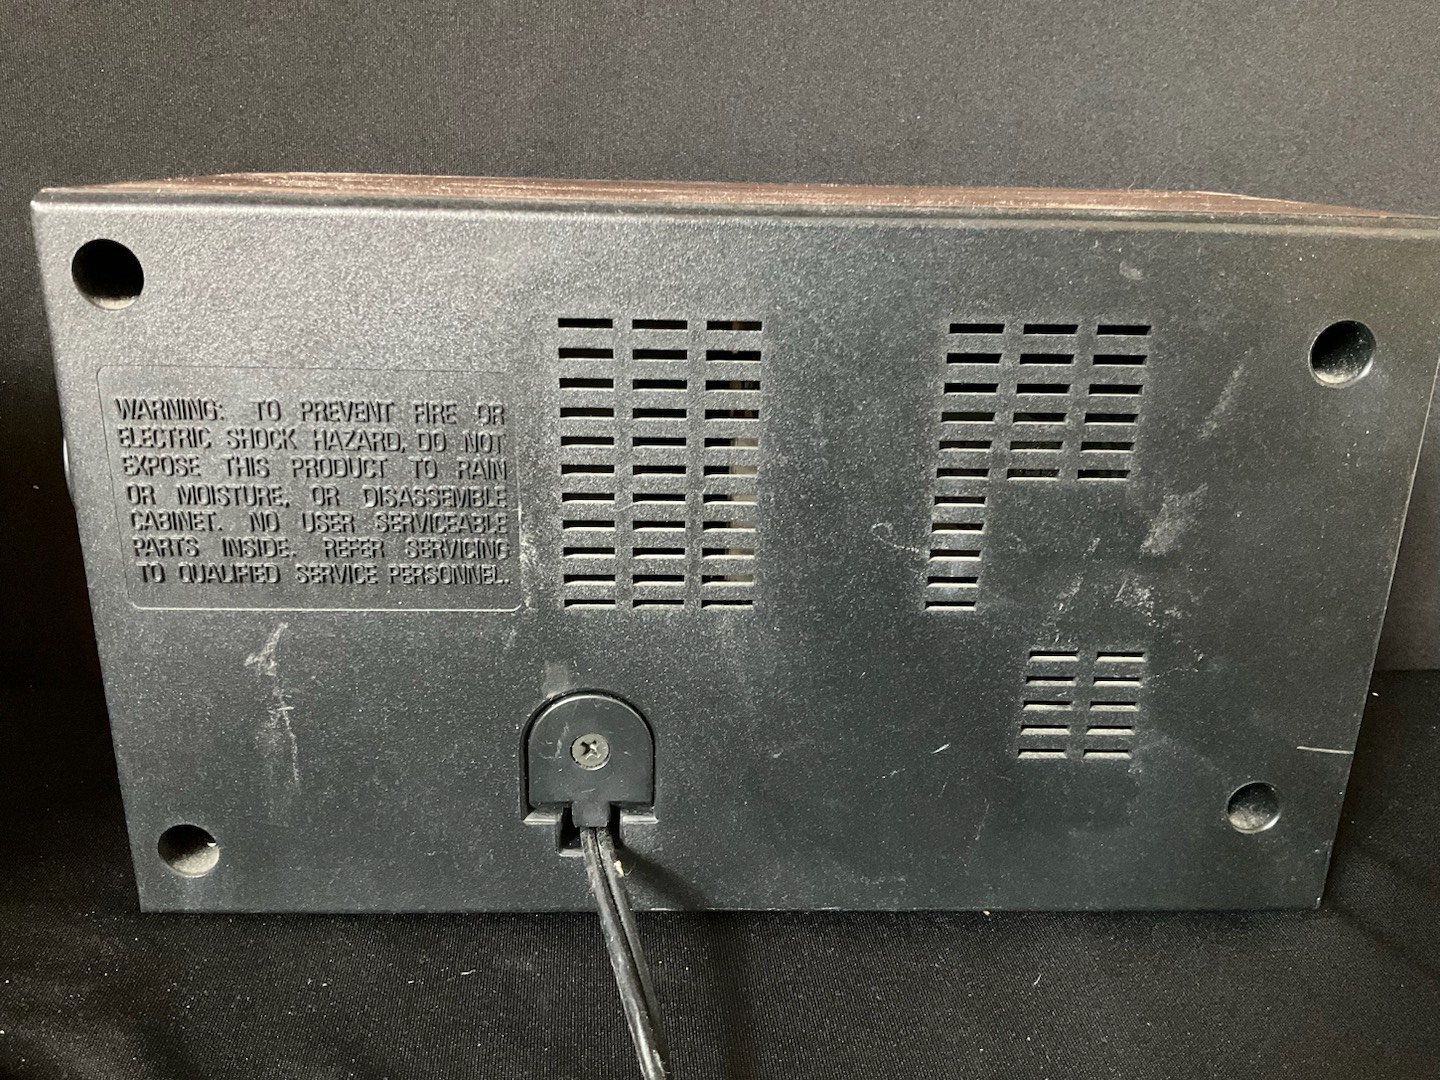 WARNING: TO PREVENT FIRE OR
ELECTRIC SHOCK HAZARD, DO NOT
EXPOSE THIS PRODUCT TO RAIN
OR MOISTURE, OR DISASSEMBLE
CABINET. NO USER SERVICEABLE
PARTS INSIDE. REFER SERVICING
TO QUALIFIED SERVICE PERSONNEL.